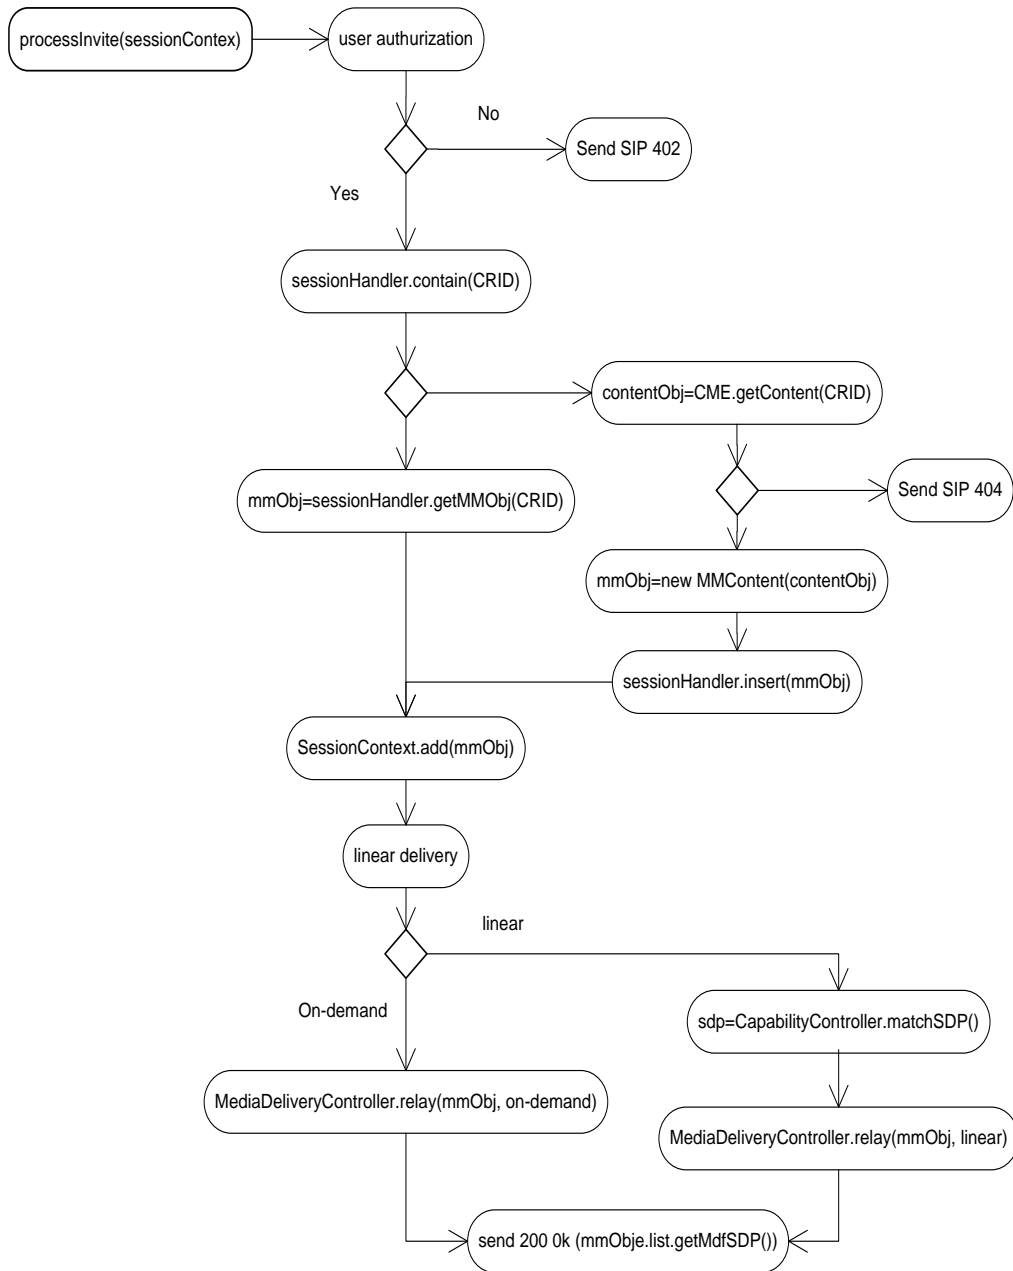 processInvite(sessionContex)
user authurization
No
Send SIP 402
Yes
sessionHandler.contain(CRID)
contentObj=CME.getContent(CRID)
mmObj=sessionHandler.getMMObj(CRID)
Send SIP 404
mmObj=new MMContent(contentObj)
sessionHandler.insert(mmObj)
SessionContext.add(mmObj)
linear delivery
linear
On-demand
sdp=CapabilityController.matchSDP()
MediaDeliveryController.relay(mmObj, on-demand)
MediaDeliveryController.relay(mmObj, linear)
send 200 0k (mmObje.list.getMdfSDP())